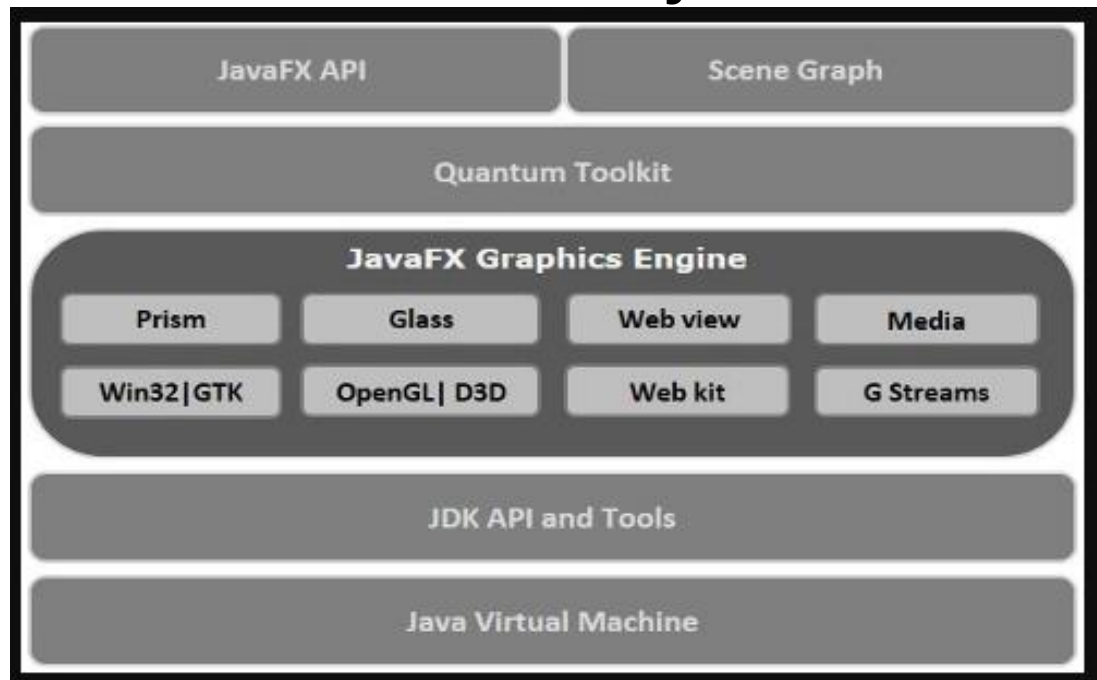 JavaFX API
Scene Graph
Quantum Toolkit
JavaFX Graphics Engine
Prism
Glass
Web view
Media
Win32|GTK
OpenGL| D3D
Web kit
G Streams
JDK API and Tools
Java Virtual Machine